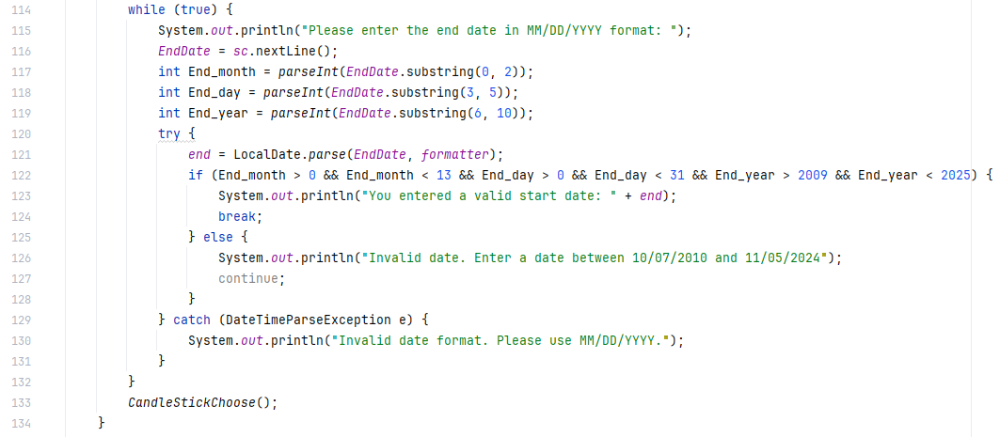 114 while (true) {
115 System.out.println("Please enter the end date in MM/DD/YYYY format: ");
116 EndDate = sc.nextLine();
117 int End_month = parseInt(EndDate.substring(0, 2));
118 int End_day = parseInt(EndDate.substring(3, 5));
119 int End_year = parseInt(EndDate.substring(6, 10));
120 try {
121 end = LocalDate.parse(EndDate, formatter);
122 if (End_month > 0 && End_month < 13 && End_day > 0 && End_day < 31 && End_year > 2009 && End_year < 2025) {
123 System.out.println("You entered a valid start date: " + end);
124 break;
125 } else {
126 System.out.println("Invalid date. Enter a date between 10/07/2010 and 11/05/2024");
127 continue;
128 }
129 } catch (DateTimeParseException e) {
130 System.out.println("Invalid date format. Please use MM/DD/YYYY.");
131 }
132 }
133 CandleStickChoose();
134 }